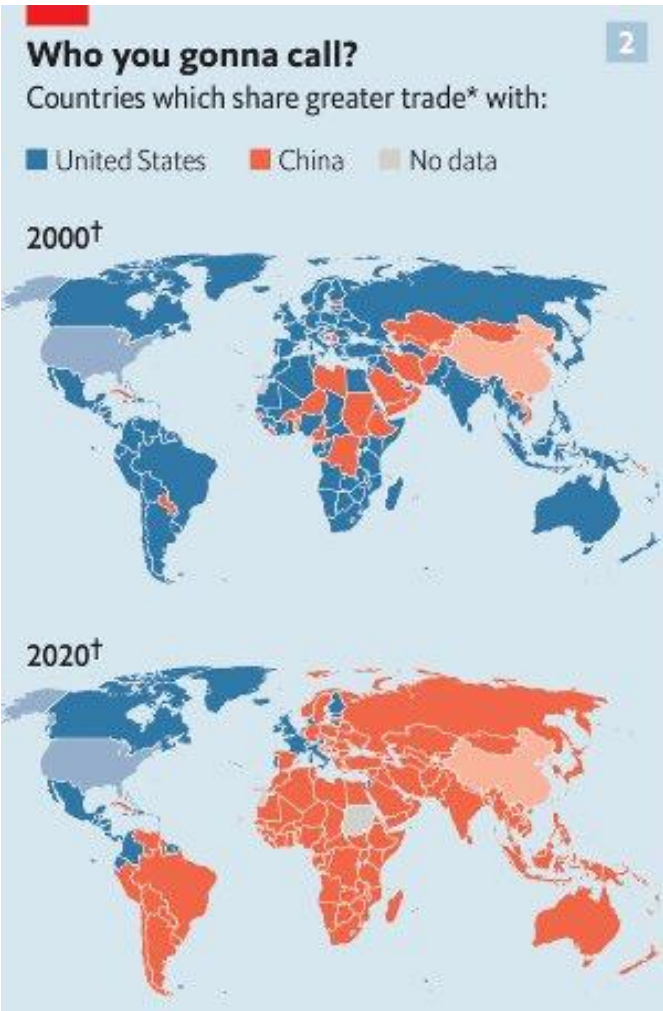 Who you gonna call?
2
Countries which share greater trade* with:
United States
China
No data
2000†
2020†